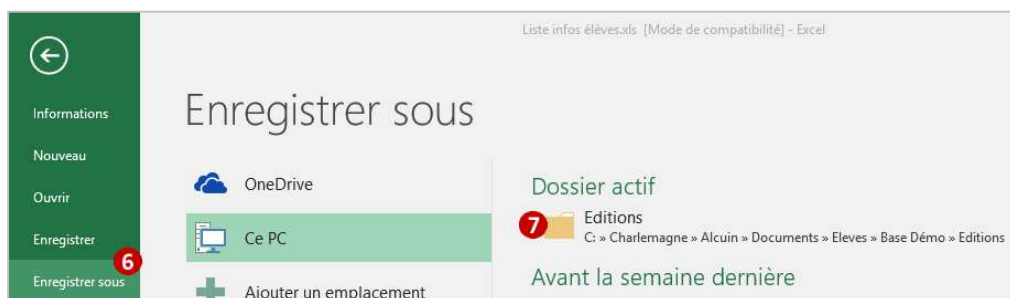 Liste infos élèves.xls [Mode de compatibilité] - Excel
Informations
Nouveau
Ouvrir
Enregistrer
6
Enregistrer sous
Enregistrer sous
OneDrive
Ce PC
Ajouter un emplacement
Dossier actif
7
Editions
C: » Charlemagne » Alcuin » Documents » Eleves » Base Démo » Editions
Avant la semaine dernière